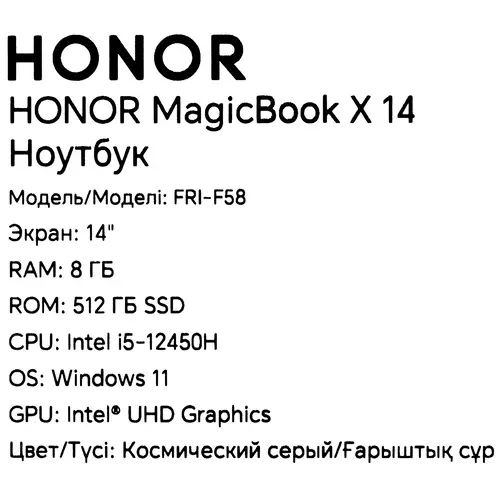 HONOR
HONOR MagicBook X 14
Ноутбук
Модель/Моделі: FRI-F58
Экран: 14"
RAM: 8 ГБ
ROM: 512 ГБ SSD
CPU: Intel i5-12450H
OS: Windows 11
GPU: Intel® UHD Graphics
Цвет/Түсі: Космический серый/Ғарыштық сұр